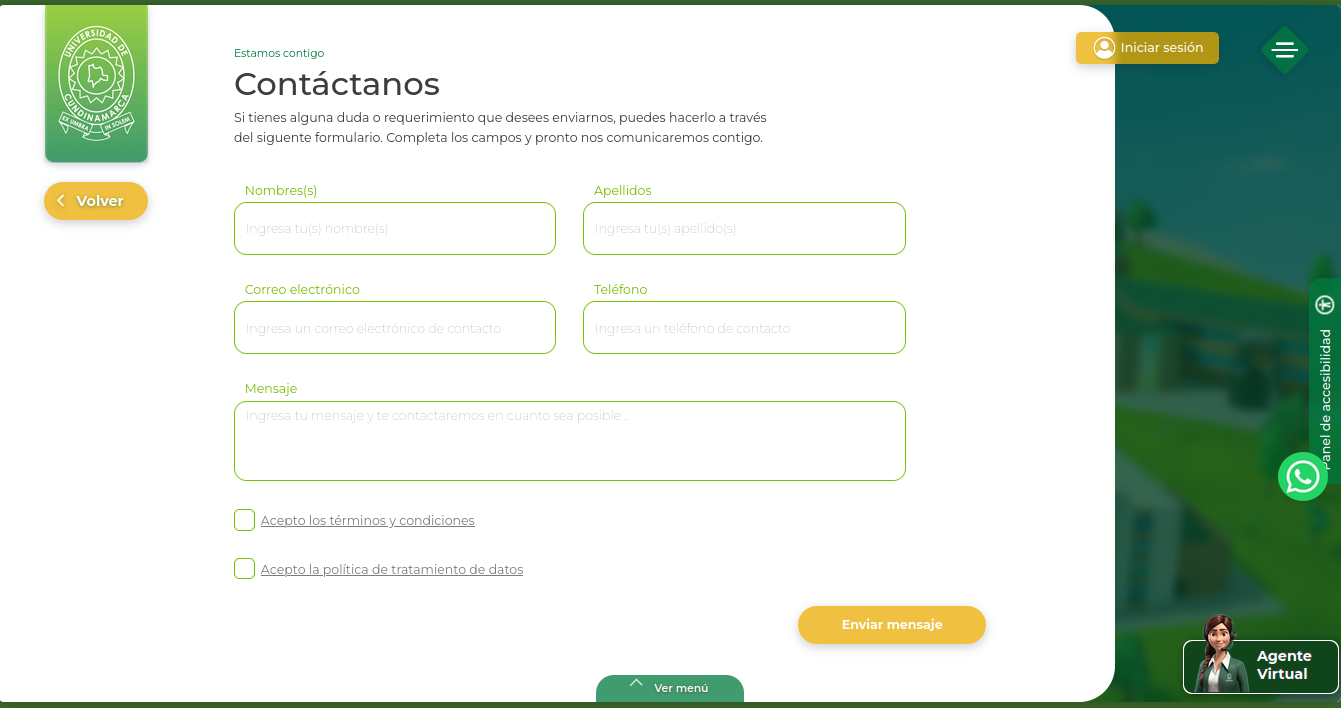 UNIVERSIDAD DE
CUNDINAMARCA
EX UMBRA IN SOLEM
Volver
Estamos contigo
Contáctanos
Si tienes alguna duda o requerimiento que desees enviarnos, puedes hacerlo a través
del siguente formulario. Completa los campos y pronto nos comunicaremos contigo.
Nombres(s)
Apellidos
Ingresa tu(s) nombre(s)
Ingresa tu(s) apellido(s)
Correo electrónico
Teléfono
Ingresa un correo electrónico de contacto
Ingresa un teléfono de contacto
Mensaje
Ingresa tu mensaje y te contactaremos en cuanto sea posible...
Acepto los términos y condiciones
Acepto la política de tratamiento de datos
Enviar mensaje
Ver menú
Iniciar sesión
Panel de accesibilidad
Agente
Virtual